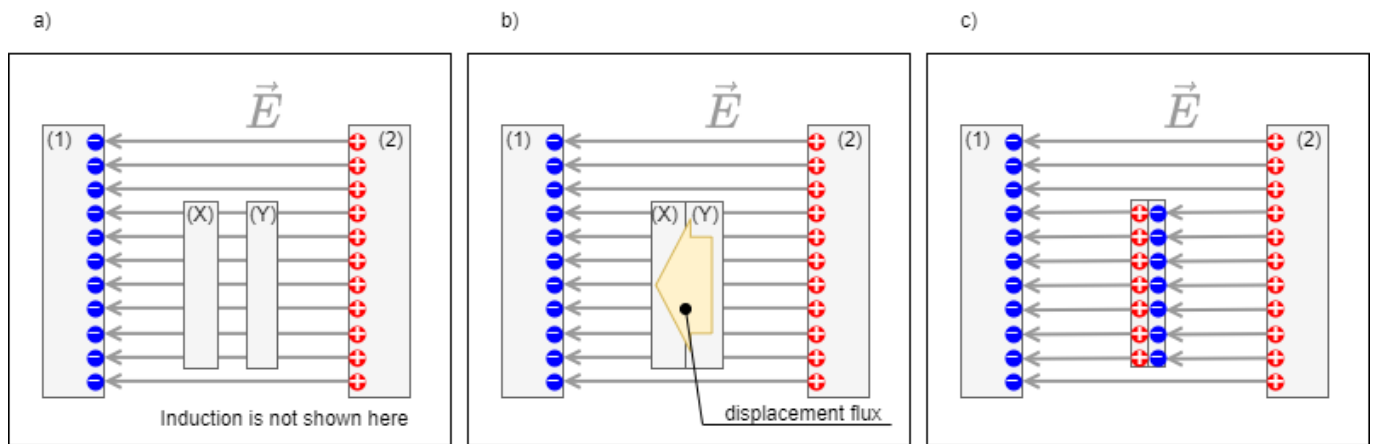 a)
b)
c)
E
E
E
(1)
(2)
(1)
(2)
(1)
(2)
(X)
(Y)
(X)
(Y)
Induction is not shown here
displacement flux